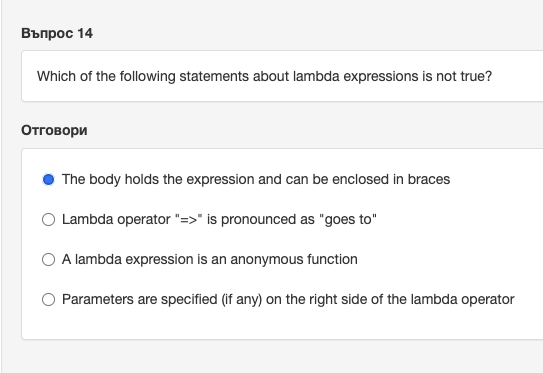 Въпрос 14
Which of the following statements about lambda expressions is not true?
Отговори
The body holds the expression and can be enclosed in braces
Lambda operator "=>" is pronounced as "goes to"
A lambda expression is an anonymous function
Parameters are specified (if any) on the right side of the lambda operator